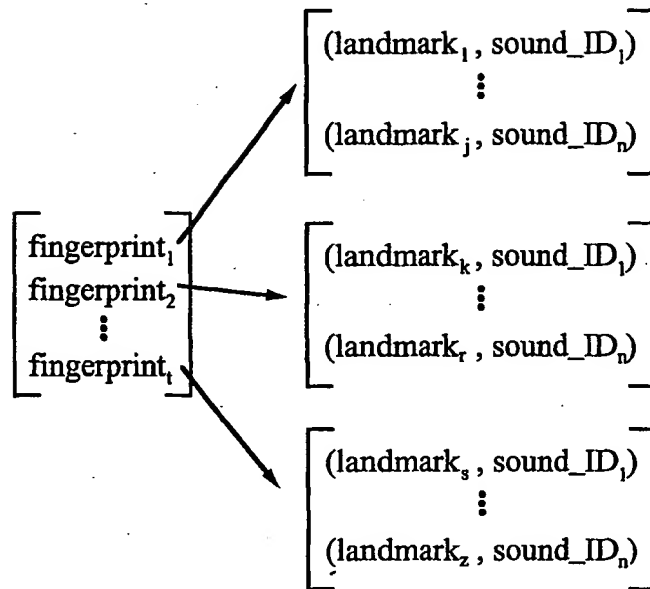 (landmark₁ , sound_ID₁)
⋮
(landmarkⱼ , sound_IDₙ)
fingerprint₁
fingerprint₂
⋮
fingerprintₜ
(landmarkₖ , sound_ID₁)
⋮
(landmarkᵣ , sound_IDₙ)
(landmarkₛ , sound_ID₁)
⋮
(landmark_z , sound_IDₙ)